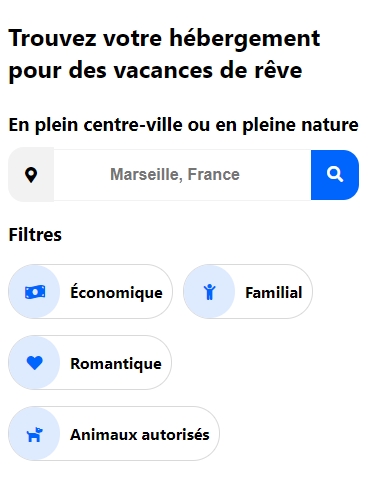 Trouvez votre hébergement
pour des vacances de rêve
En plein centre-ville ou en pleine nature
Marseille, France
Filtres
Économique
Familial
Romantique
Animaux autorisés